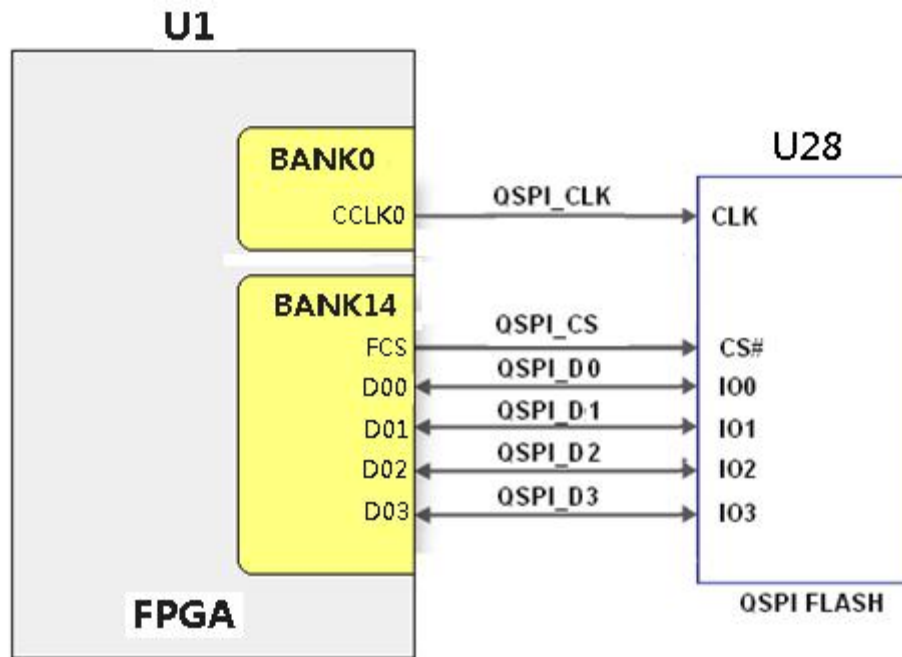 U1
U28
BANK0
CCLK0 QSPI_CLK CLK
BANK14
FCS QSPI_CS CS#
D00 QSPI_D0 IO0
D01 QSPI_D1 IO1
D02 QSPI_D2 IO2
D03 QSPI_D3 IO3
FPGA
QSPI FLASH